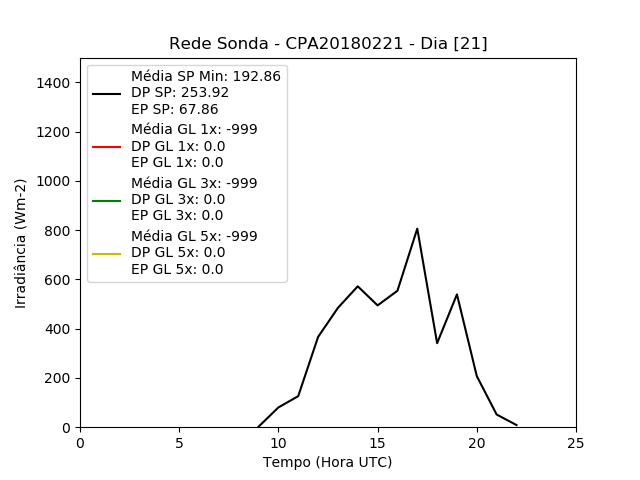 Rede Sonda - CPA20180221 - Dia [21]
Média SP Min: 192.86
DP SP: 253.92
EP SP: 67.86
Média GL 1x: -999
DP GL 1x: 0.0
EP GL 1x: 0.0
Média GL 3x: -999
DP GL 3x: 0.0
EP GL 3x: 0.0
Média GL 5x: -999
DP GL 5x: 0.0
EP GL 5x: 0.0
Irradiância (Wm-2)
1400
1200
1000
800
600
400
200
0
0 5 10 15 20 25
Tempo (Hora UTC)